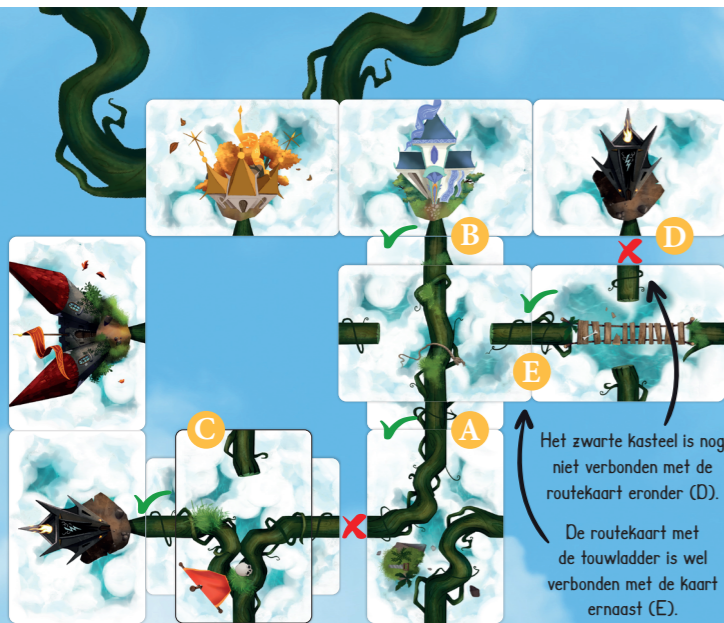 B
D
E
C
A
Het zwarte kasteel is nog
niet verbonden met de
routekaart eronder (D).
De routekaart met
de touwladder is wel
verbonden met de kaart
ernaast (E).